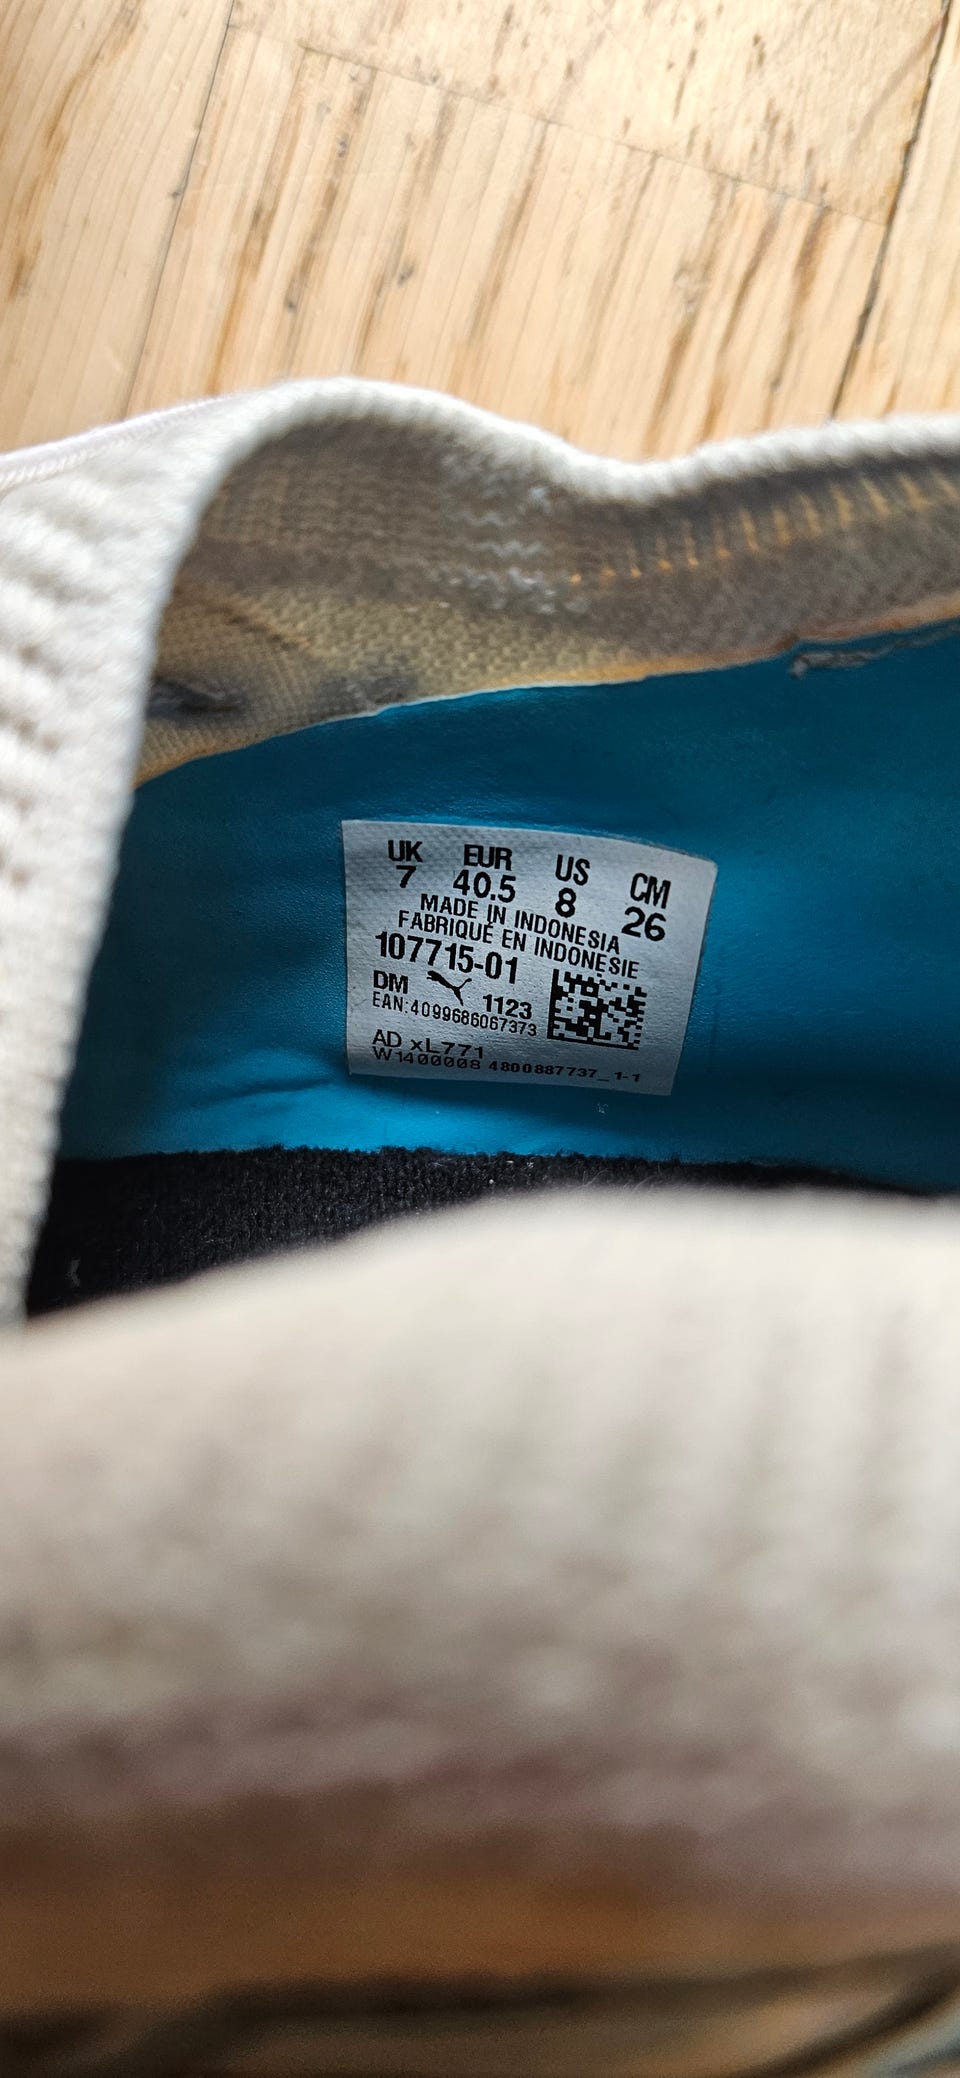 UK EUR US CM
7 40.5 8 26
MADE IN INDONESIA
FABRIQUÉ EN INDONESIE
107715-01
DM 1123
EAN:4099686067373
AD xL771
W1400008 4800887737_1-1